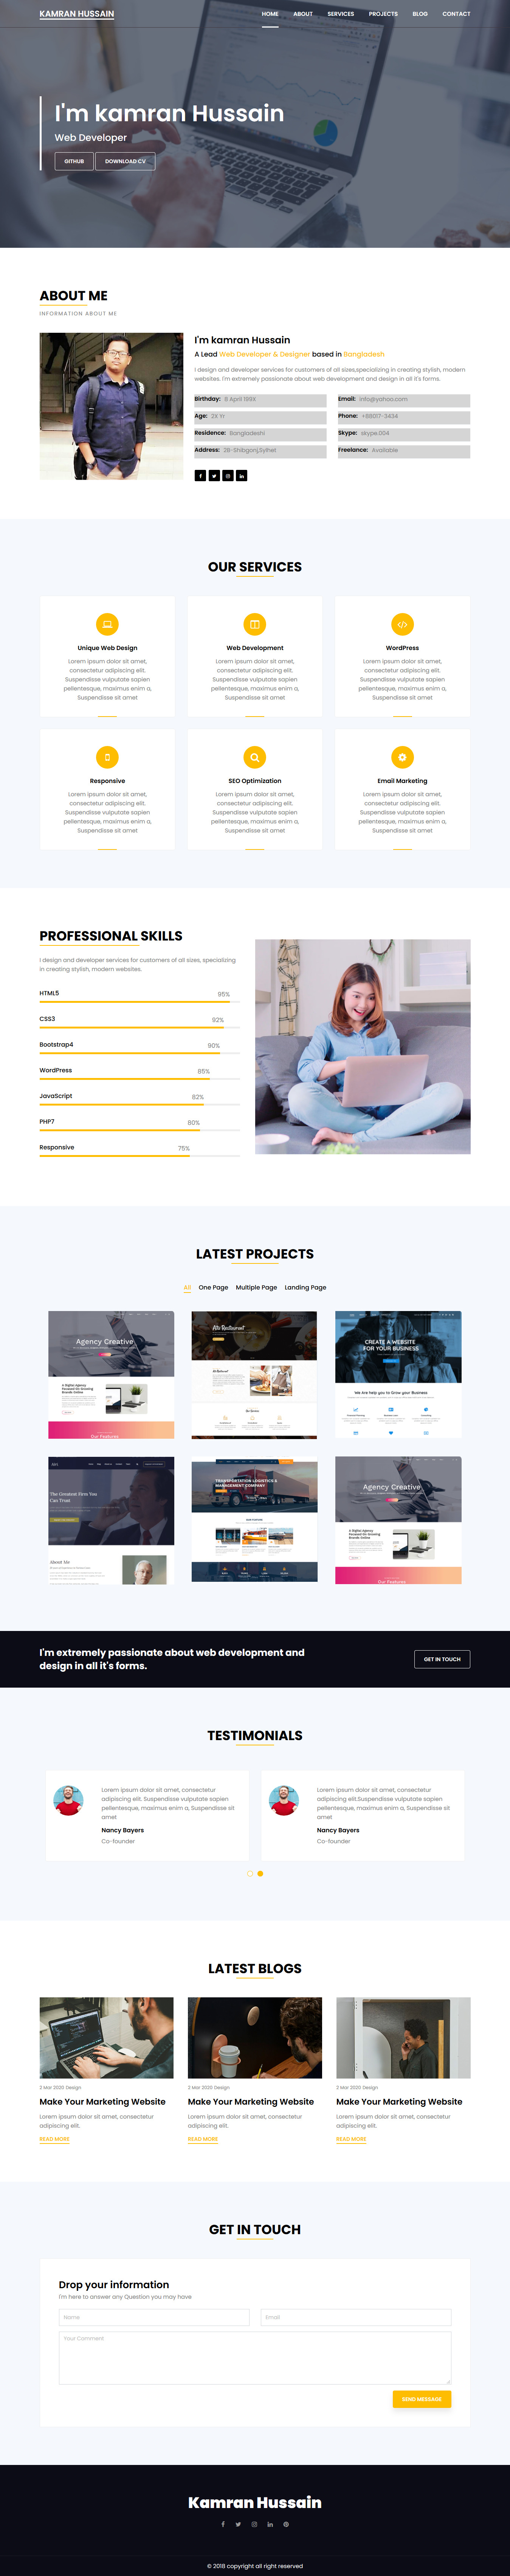 KAMRAN HUSSAIN
HOME ABOUT SERVICES PROJECTS BLOG CONTACT
I'm kamran Hussain
Web Developer
GITHUB DOWNLOAD CV
ABOUT ME
INFORMATION ABOUT ME
I'm kamran Hussain
A Lead Web Developer & Designer based in Bangladesh
I design and developer services for customers of all sizes,specializing in creating stylish, modern
websites. I'm extremely passionate about web development and design in all it's forms.
Birthday: 8 April 199X
Email: info@yahoo.com
Age: 2X Yr
Residence: Bangladeshi
Skype: skype.004
Address: 28-Shibgonj,Sylhet
Freelance: Available
OUR SERVICES
Unique Web Design
Lorem ipsum dolor sit amet,
consectetur adipiscing elit.
Suspendisse vulputate sapien
pellentesque, maximus enim a,
Suspendisse sit amet
Web Development
Lorem ipsum dolor sit amet,
consectetur adipiscing elit.
Suspendisse vulputate sapien
pellentesque, maximus enim a,
Suspendisse sit amet
WordPress
Lorem ipsum dolor sit amet,
consectetur adipiscing elit.
Suspendisse vulputate sapien
pellentesque, maximus enim a,
Suspendisse sit amet
Responsive
Lorem ipsum dolor sit amet,
consectetur adipiscing elit.
Suspendisse vulputate sapien
pellentesque, maximus enim a,
Suspendisse sit amet
SEO Optimization
Lorem ipsum dolor sit amet,
consectetur adipiscing elit.
Suspendisse vulputate sapien
pellentesque, maximus enim a,
Suspendisse sit amet
Email Marketing
Lorem ipsum dolor sit amet,
consectetur adipiscing elit.
Suspendisse vulputate sapien
pellentesque, maximus enim a,
Suspendisse sit amet
PROFESSIONAL SKILLS
I design and developer services for customers of all sizes, specializing
in creating stylish, modern websites.
HTML5 95%
CSS3 92%
Bootstrap4 90%
WordPress 85%
JavaScript 82%
PHP7 80%
Responsive 75%
LATEST PROJECTS
All One Page Multiple Page Landing Page
Agency Creative
A Digital Agency
Focused On Growing
Brands Online
Our Features
CREATE A WEBSITE
FOR YOUR BUSINESS
We Are help you to Grow your Business
The Greatest Firm You
Can Trust
About Me
TRANSPORTATION LOGISTICS &
MANAGEMENT COMPANY
Agency Creative
A Digital Agency
Focused On Growing
Brands Online
Our Features
I'm extremely passionate about web development and
design in all it's forms.
GET IN TOUCH
TESTIMONIALS
Lorem ipsum dolor sit amet, consectetur
adipiscing elit. Suspendisse vulputate sapien
pellentesque, maximus enim a, Suspendisse sit
amet
Nancy Bayers
Co-founder
Lorem ipsum dolor sit amet, consectetur
adipiscing elit.Suspendisse vulputate sapien
pellentesque, maximus enim a, Suspendisse sit
amet
Nancy Bayers
Co-founder
LATEST BLOGS
2 Mar 2020 Design
Make Your Marketing Website
Lorem ipsum dolor sit amet, consectetur
adipiscing elit.
READ MORE
2 Mar 2020 Design
Make Your Marketing Website
Lorem ipsum dolor sit amet, consectetur
adipiscing elit.
READ MORE
2 Mar 2020 Design
Make Your Marketing Website
Lorem ipsum dolor sit amet, consectetur
adipiscing elit.
READ MORE
GET IN TOUCH
Drop your information
I'm here to answer any Question you may have
Name
Email
Your Comment
SEND MESSAGE
Kamran Hussain
© 2018 copyright all right reserved